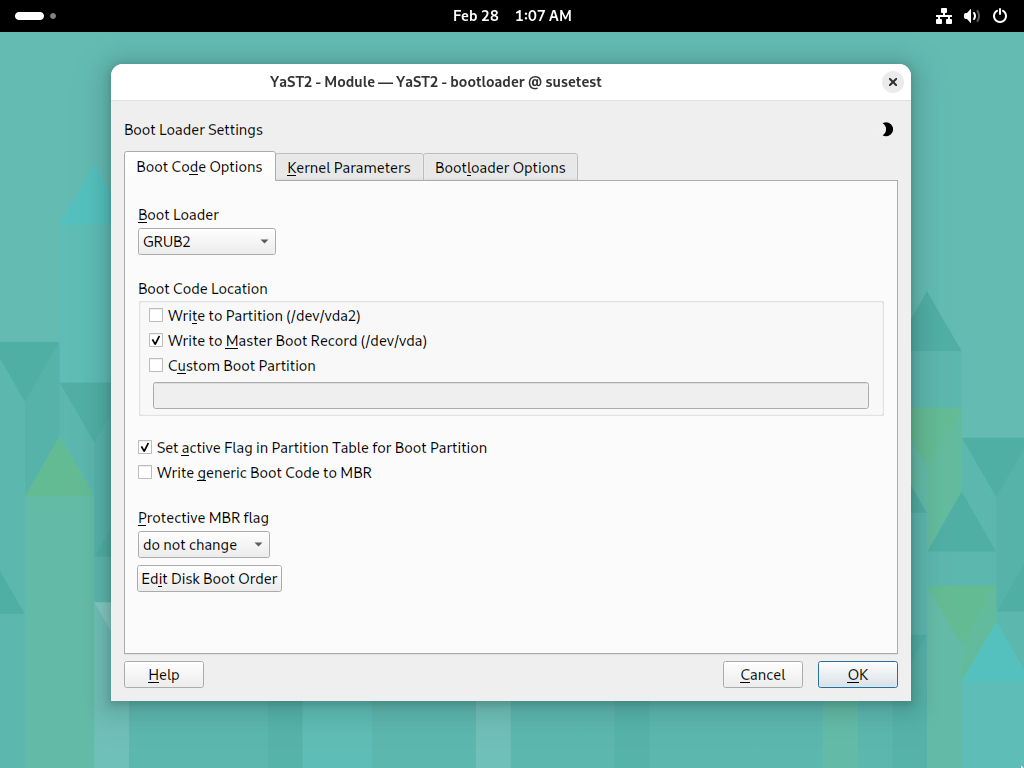 Feb 28 1:07 AM
YaST2 - Module — YaST2 - bootloader @ susetest
Boot Loader Settings
Boot Code Options Kernel Parameters Bootloader Options
Boot Loader
GRUB2
Boot Code Location
Write to Partition (/dev/vda2)
Write to Master Boot Record (/dev/vda)
Custom Boot Partition
Set active Flag in Partition Table for Boot Partition
Write generic Boot Code to MBR
Protective MBR flag
do not change
Edit Disk Boot Order
Help Cancel OK